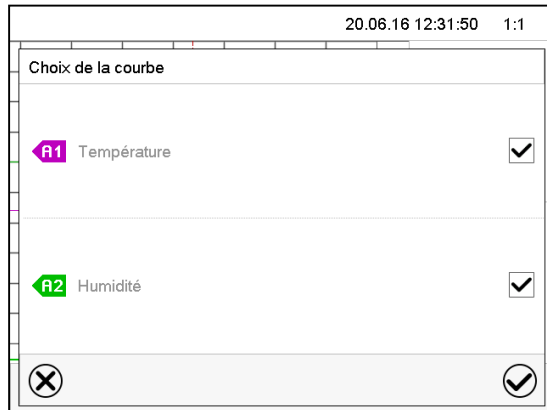 20.06.16 12:31:50 1:1
Choix de la courbe
A1 Température
A2 Humidité